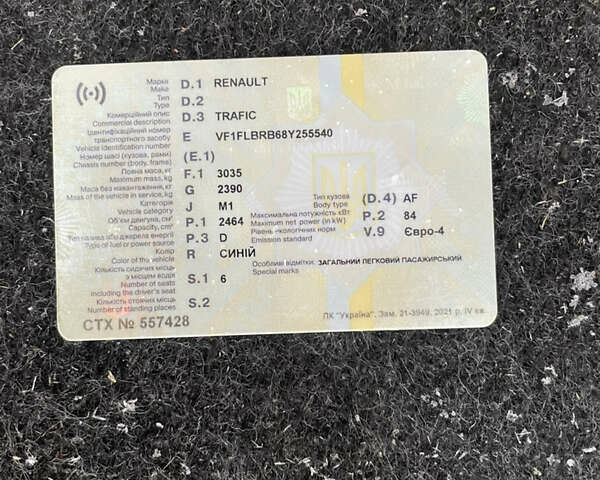 Марка
Make D.1 RENAULT
Тип
Type D.2
Комерційний опис
Commercial description D.3 TRAFIC
Ідентифікаційний номер
транспортного засобу E VF1FLBRB68Y255540
Vehicle identification number
Номер шасі (кузова, рами) (E.1)
Chassis number (body, frame)
Повна маса, кг F.1 3035
Maximum mass, kg
Маса без навантаження, кг G 2390
Mass of the vehicle in service, kg
Категорія J M1
Vehicle category
Тип кузова (D.4) AF
Body type
Об'єм двигуна, см³ P.1 2464
Capacity, cm³
Максимальна потужність кВт P.2 84
Maximum net power (in kW)
Тип пального або джерела енергії P.3 D
Type of fuel or power source
Рівень екологічних норм V.9 Євро-4
Emission standard
Колір R СИНІЙ
Color of the vehicle
Особливі відмітки: ЗАГАЛЬНИЙ ЛЕГКОВИЙ ПАСАЖИРСЬКИЙ
Special marks
Кількість сидячих місць
з місцем водія S.1 6
Number of seats
including the driver's seat
Кількість стоячих місць S.2
Number of standing places
СТХ № 557428
ПК "Україна", Зам. 21-3949, 2021 р. IV кв.